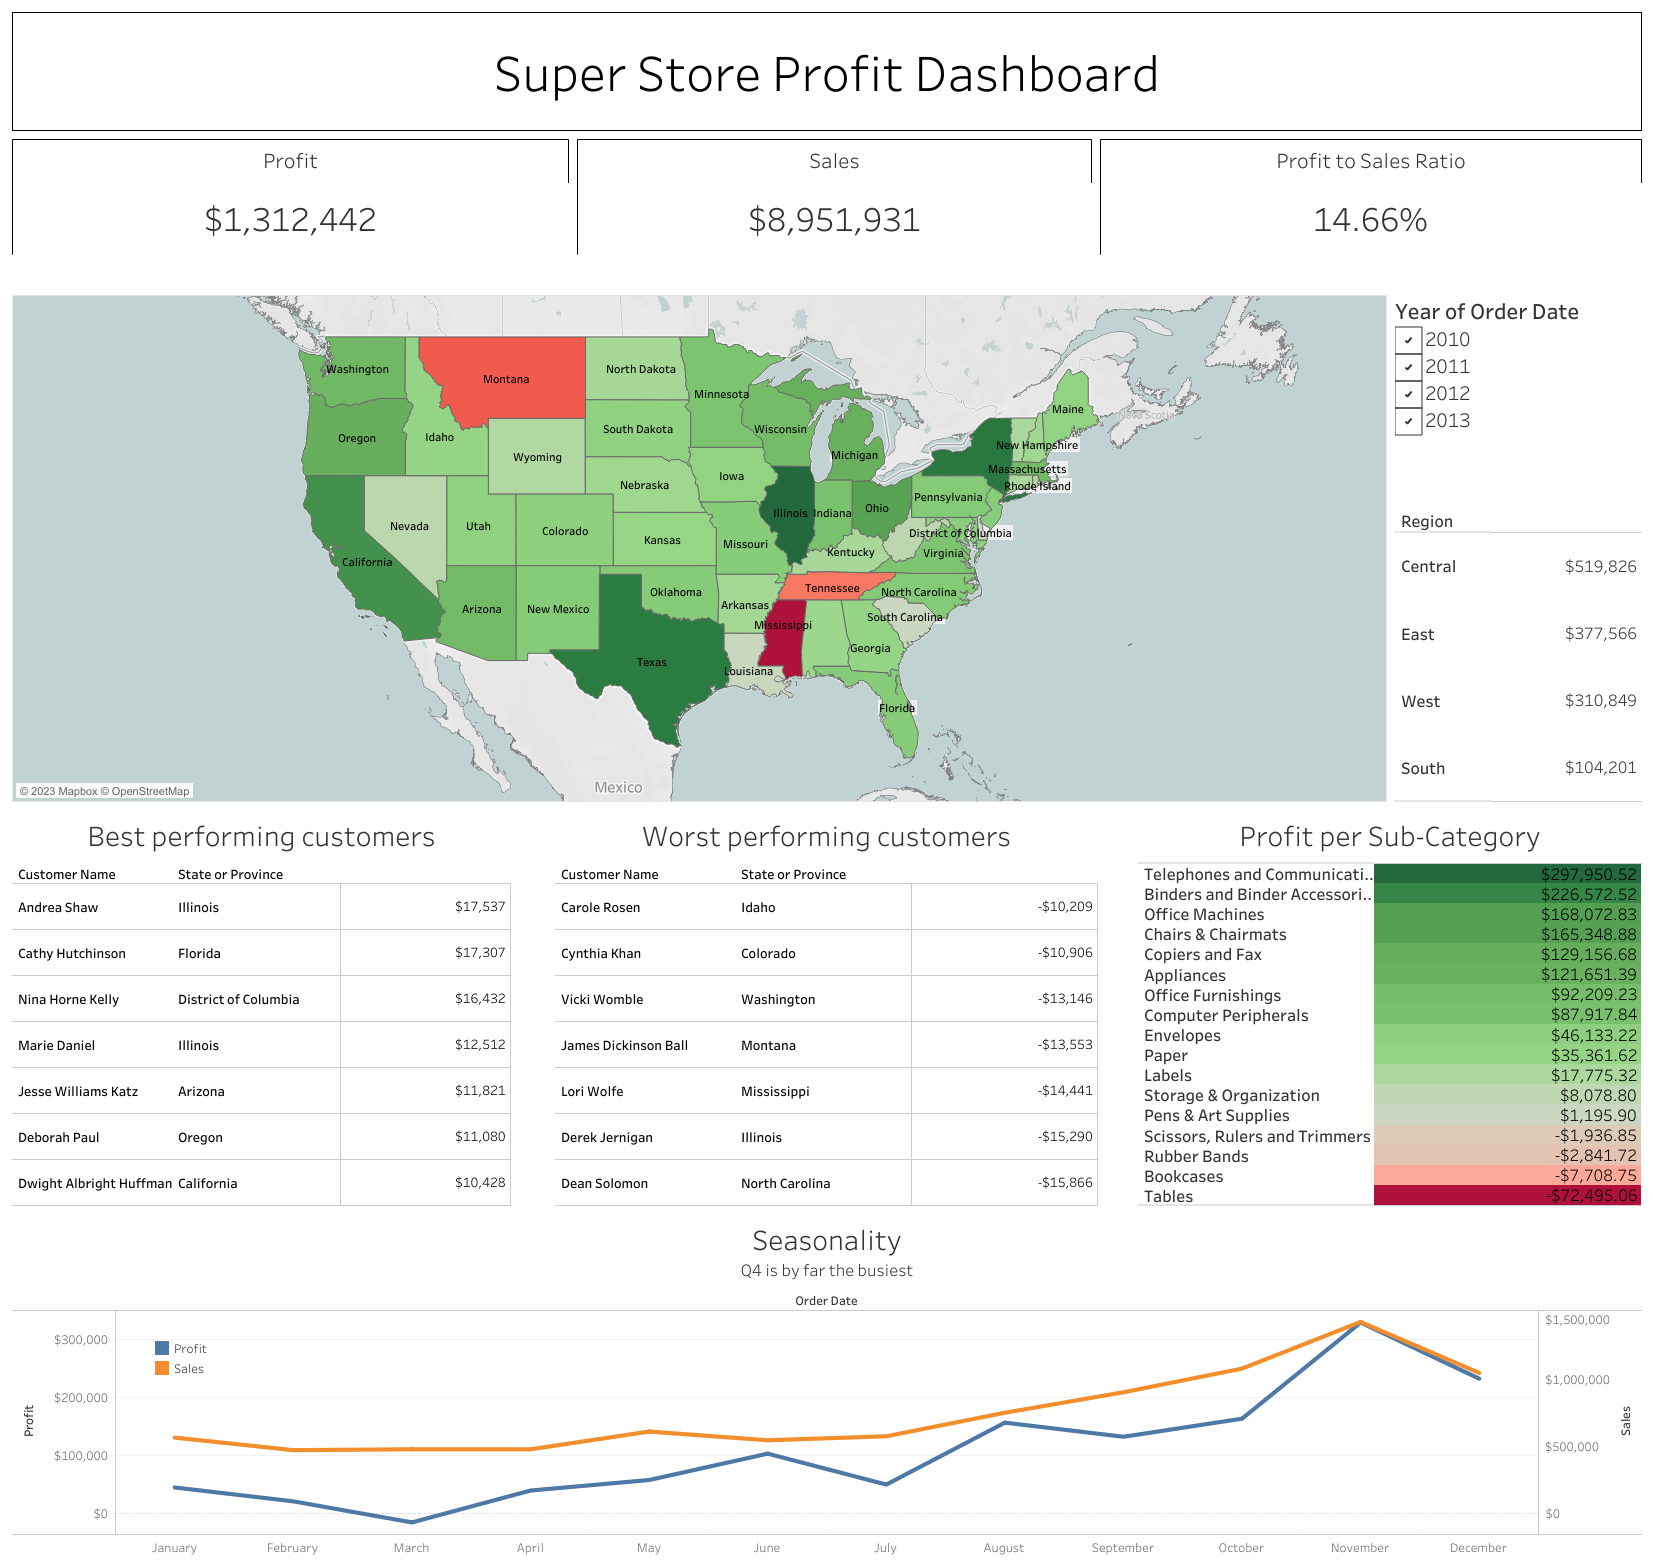 Super Store Profit Dashboard
Profit
$1,312,442
Sales
$8,951,931
Profit to Sales Ratio
14.66%
Washington
Montana
North Dakota
Minnesota
Maine
Nova Scotia
Oregon
Idaho
South Dakota
Wisconsin
New Hampshire
Wyoming
Michigan
Massachusetts
Nebraska
Iowa
Rhode Island
Pennsylvania
Nevada
Utah
Colorado
Kansas
Illinois
Indiana
Ohio
District of Columbia
California
Missouri
Kentucky
Virginia
Arizona
New Mexico
Oklahoma
Arkansas
Tennessee
North Carolina
South Carolina
Mississippi
Georgia
Texas
Louisiana
Florida
Mexico
© 2023 Mapbox © OpenStreetMap
Year of Order Date
2010
2011
2012
2013
Region
Central $519,826
East $377,566
West $310,849
South $104,201
Best performing customers
Customer Name State or Province
Andrea Shaw Illinois $17,537
Cathy Hutchinson Florida $17,307
Nina Horne Kelly District of Columbia $16,432
Marie Daniel Illinois $12,512
Jesse Williams Katz Arizona $11,821
Deborah Paul Oregon $11,080
Dwight Albright Huffman California $10,428
Worst performing customers
Customer Name State or Province
Carole Rosen Idaho -$10,209
Cynthia Khan Colorado -$10,906
Vicki Womble Washington -$13,146
James Dickinson Ball Montana -$13,553
Lori Wolfe Mississippi -$14,441
Derek Jernigan Illinois -$15,290
Dean Solomon North Carolina -$15,866
Profit per Sub-Category
Telephones and Communicati.. $297,950.52
Binders and Binder Accessori.. $226,572.52
Office Machines $168,072.83
Chairs & Chairmats $165,348.88
Copiers and Fax $129,156.68
Appliances $121,651.39
Office Furnishings $92,209.23
Computer Peripherals $87,917.84
Envelopes $46,133.22
Paper $35,361.62
Labels $17,775.32
Storage & Organization $8,078.80
Pens & Art Supplies $1,195.90
Scissors, Rulers and Trimmers -$1,936.85
Rubber Bands -$2,841.72
Bookcases -$7,708.75
Tables -$72,495.06
Seasonality
Q4 is by far the busiest
Order Date
Profit
$300,000
$200,000
$100,000
$0
Profit
Sales
$1,500,000
$1,000,000
$500,000
$0
Sales
January February March April May June July August September October November December